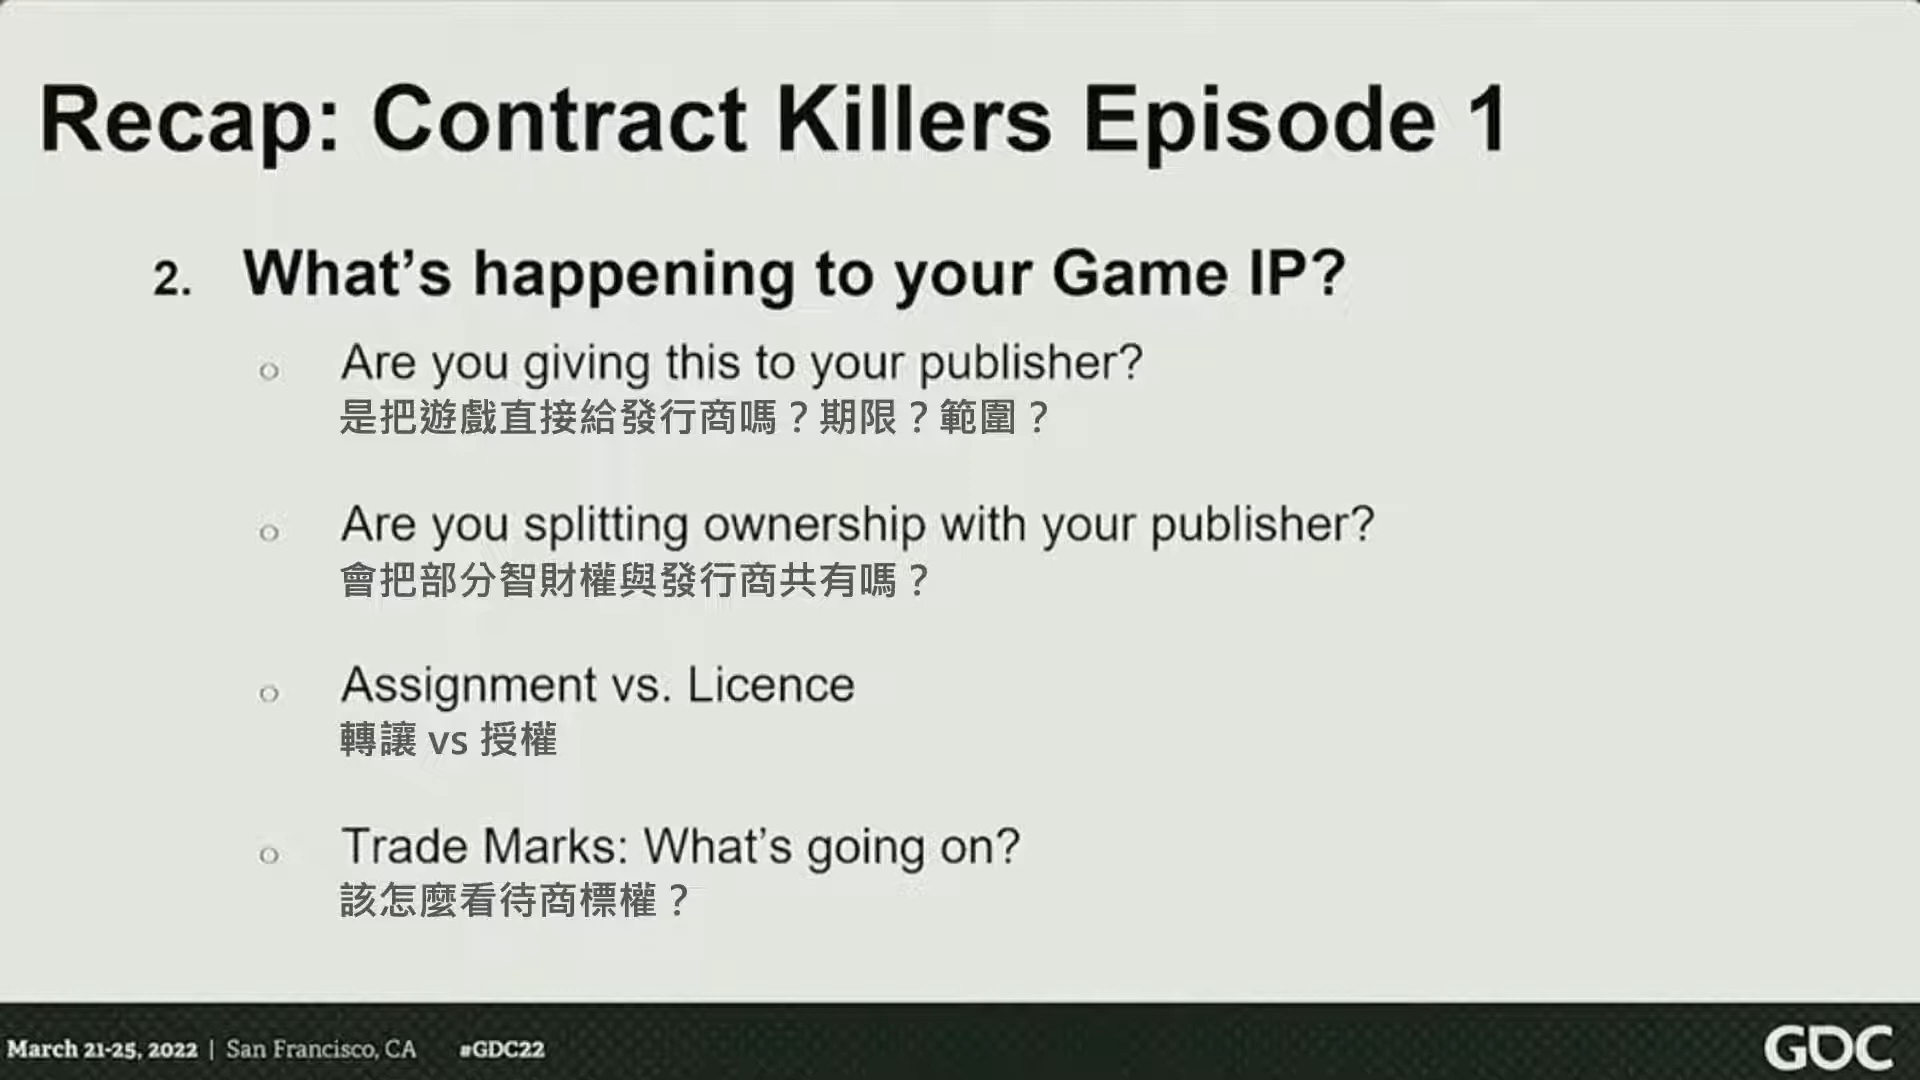 Recap: Contract Killers Episode 1
2. What’s happening to your Game IP?
o Are you giving this to your publisher?
是把遊戲直接給發行商嗎？期限？範圍？
o Are you splitting ownership with your publisher?
會把部分智財權與發行商共有嗎？
o Assignment vs. Licence
轉讓 vs 授權
o Trade Marks: What’s going on?
該怎麼看待商標權？
March 21-25, 2022 | San Francisco, CA #GDC22
GDC